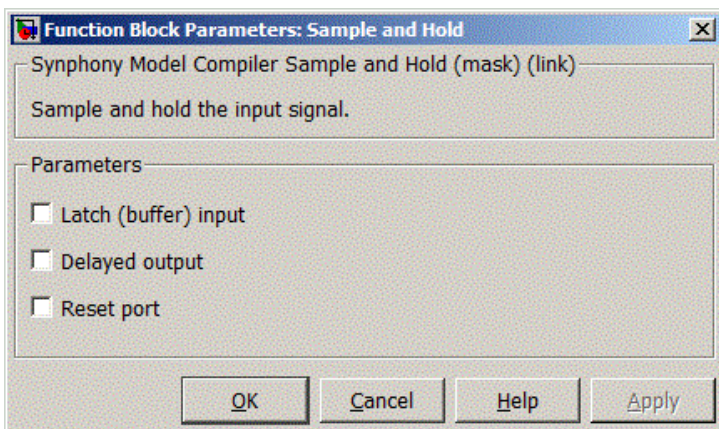 Function Block Parameters: Sample and Hold
Synphony Model Compiler Sample and Hold (mask) (link)
Sample and hold the input signal.
Parameters
Latch (buffer) input
Delayed output
Reset port
OK
Cancel
Help
Apply